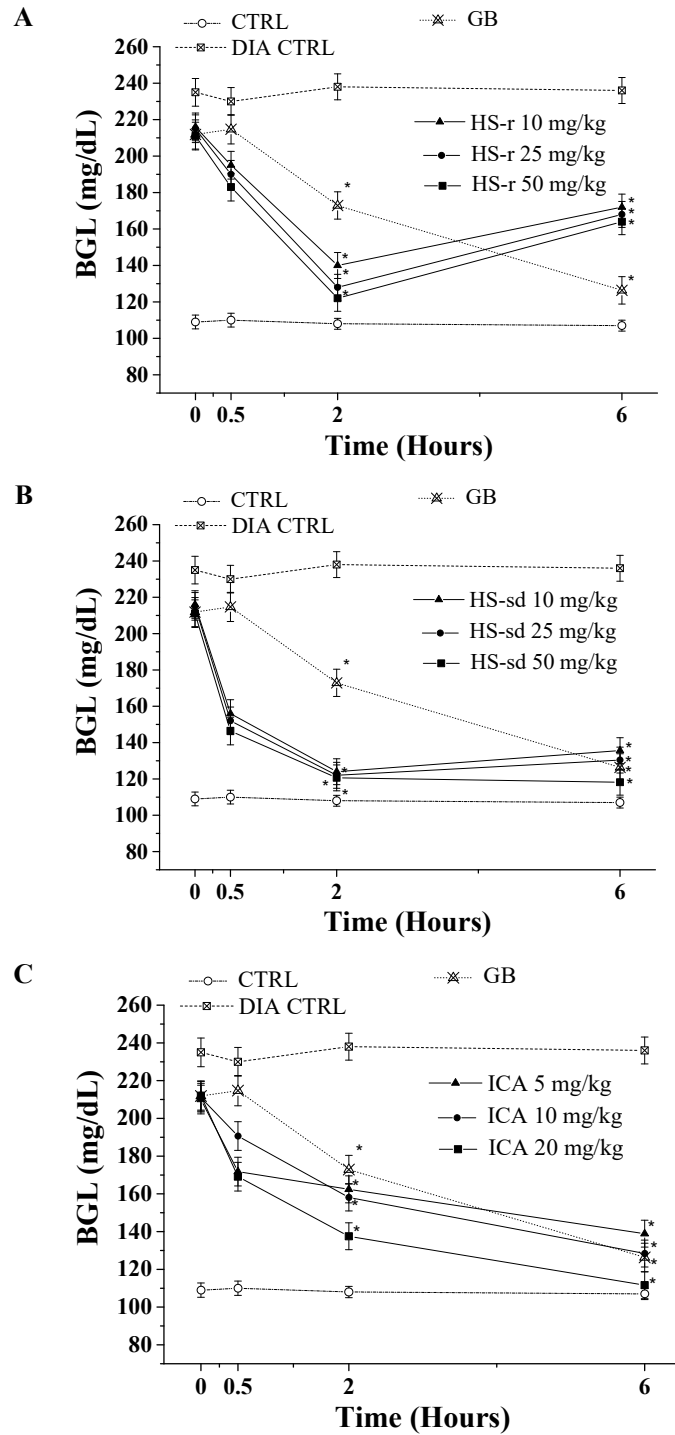 A
CTRL
GB
DIA CTRL
260
240
220
200
180
160
140
120
100
80
BGL (mg/dL)
HS-r 10 mg/kg
HS-r 25 mg/kg
HS-r 50 mg/kg
* * * * * * * *
0 0.5 2 6
Time (Hours)
B
CTRL
GB
DIA CTRL
260
240
220
200
180
160
140
120
100
80
BGL (mg/dL)
HS-sd 10 mg/kg
HS-sd 25 mg/kg
HS-sd 50 mg/kg
* * * * * * * *
0 0.5 2 6
Time (Hours)
C
CTRL
GB
DIA CTRL
260
240
220
200
180
160
140
120
100
80
BGL (mg/dL)
ICA 5 mg/kg
ICA 10 mg/kg
ICA 20 mg/kg
* * * * * * * *
0 0.5 2 6
Time (Hours)